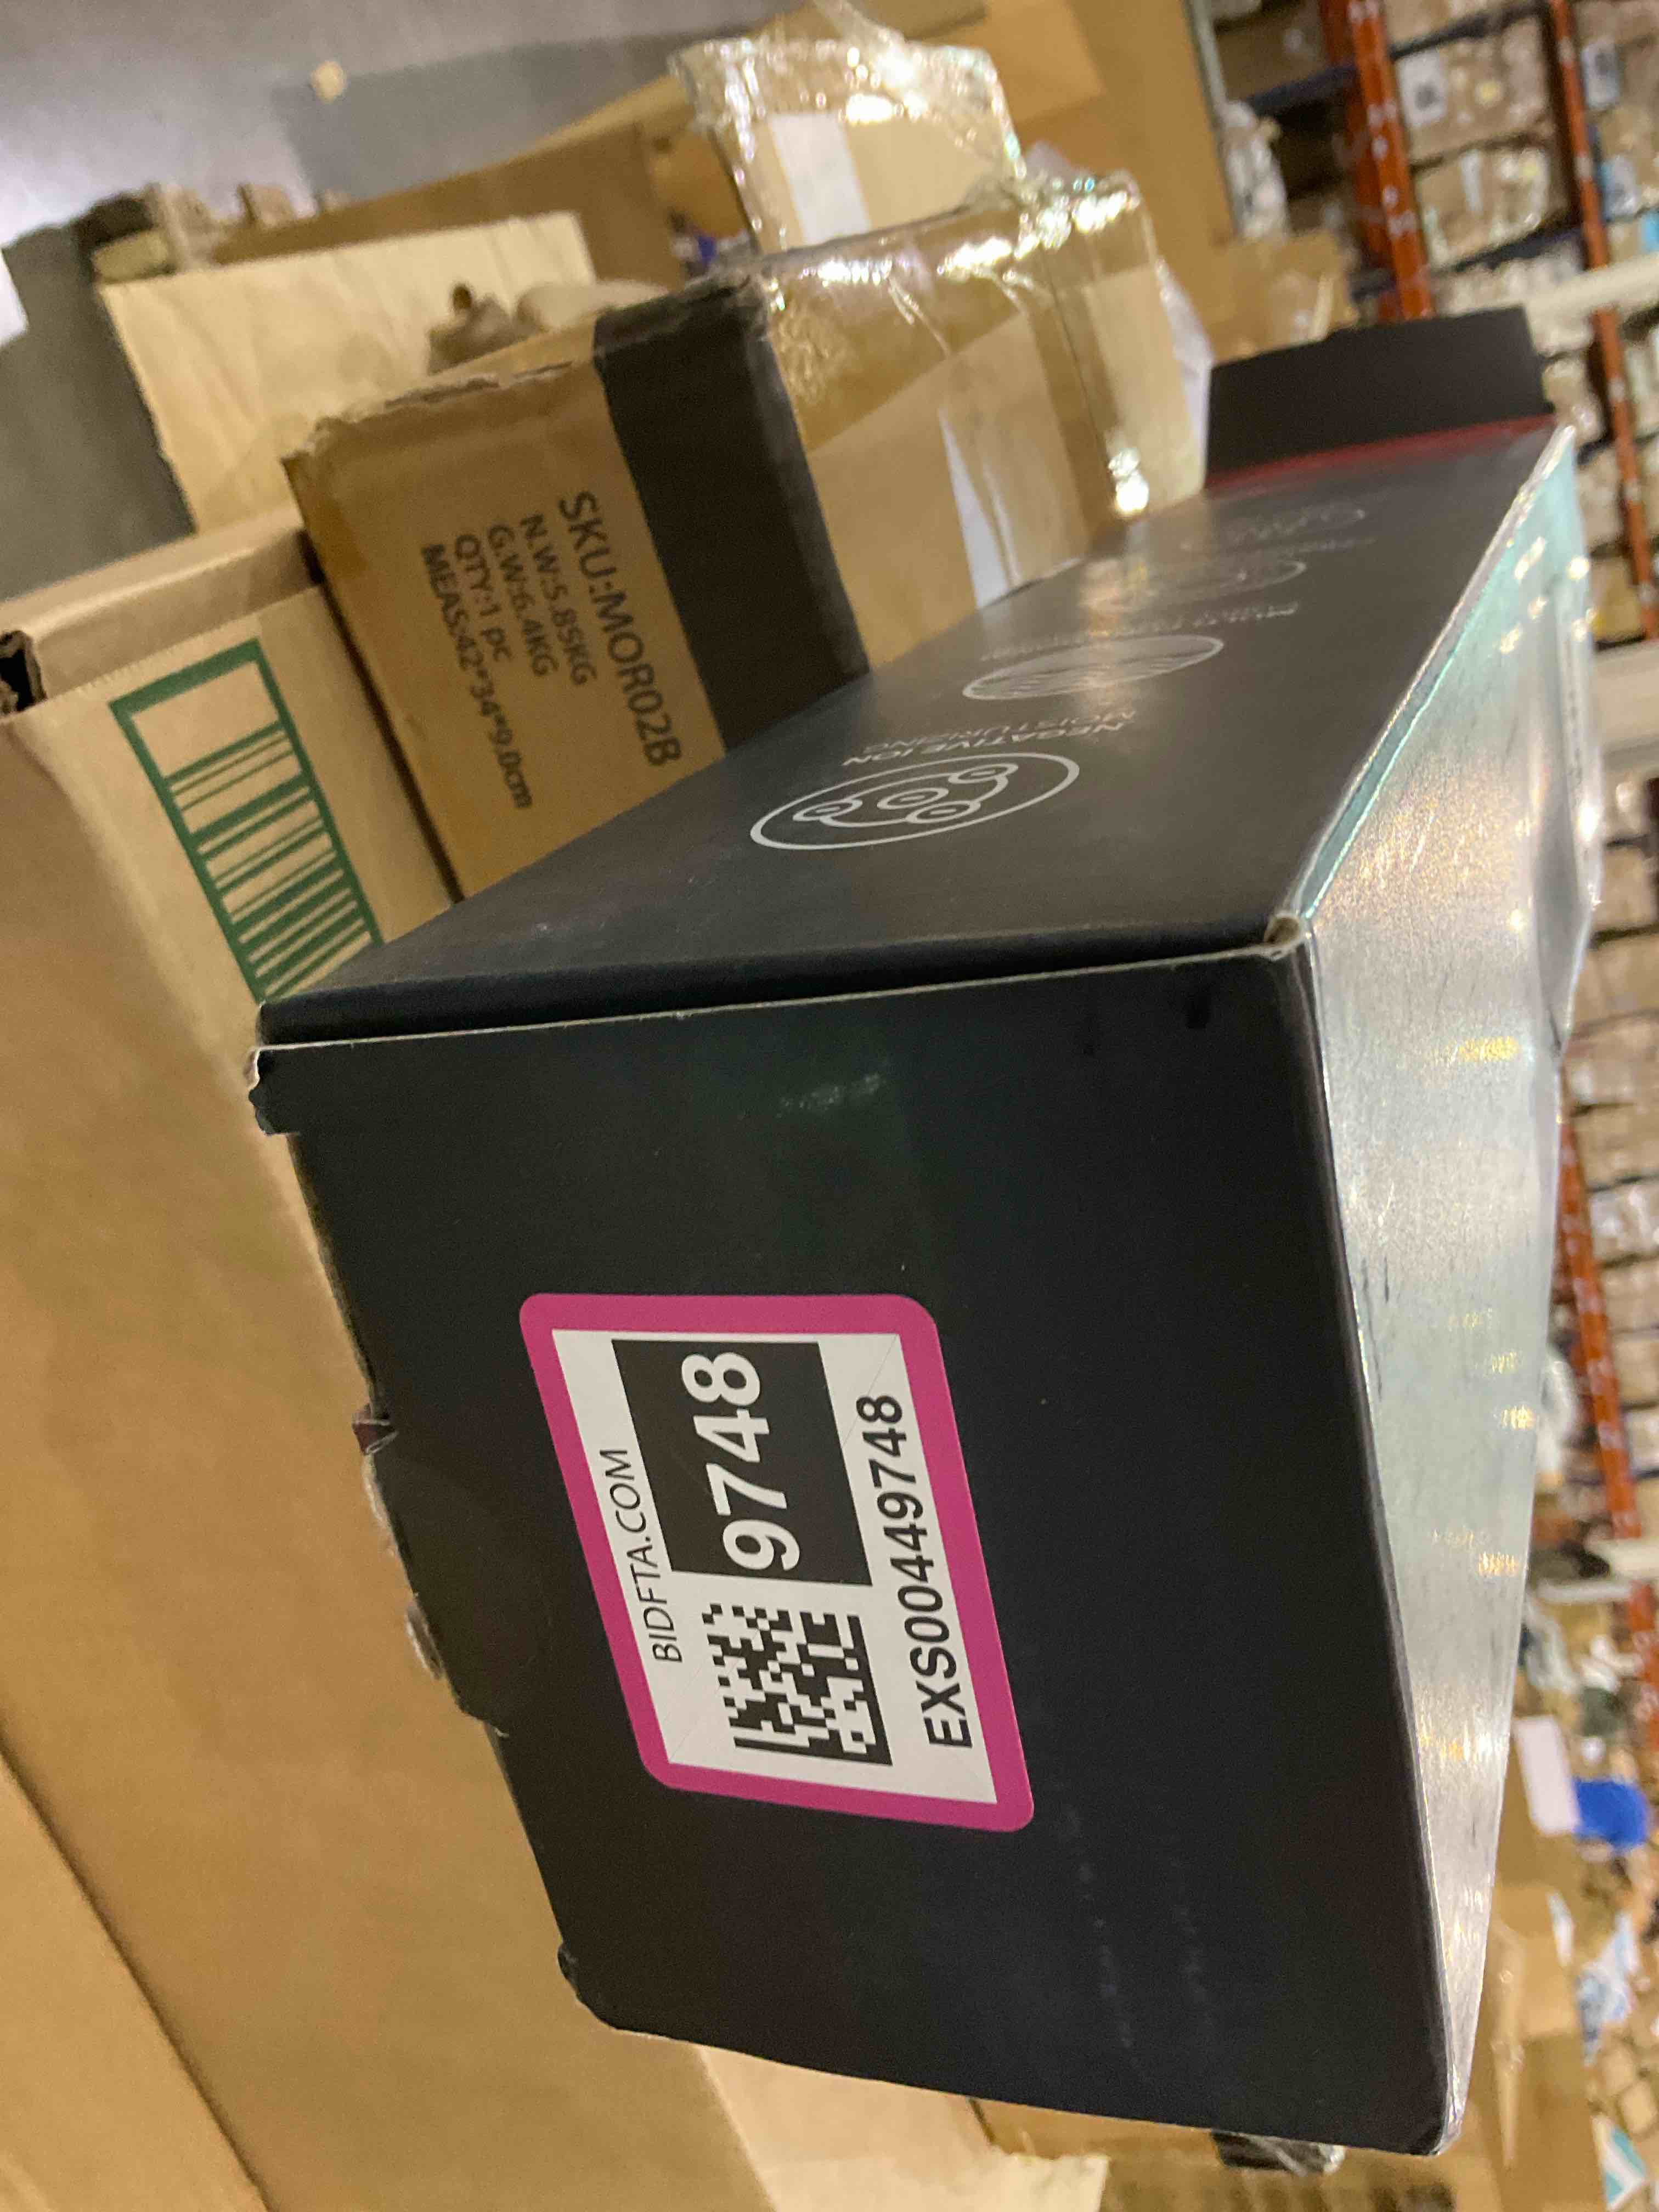 BIDFTA.COM
9748
EXS00449748
NEGATIVE ION
MOISTURIZING
SKU:MOR02B
N.W:5.85KG
G.W:6.4KG
QTY:1 pc
MEAS:42*34*9.0cm